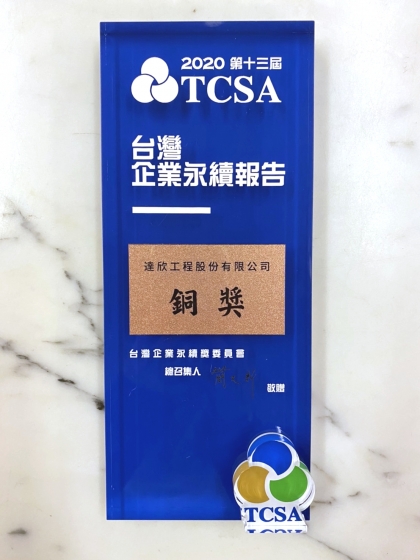 2020 第十三屆
TCSA
台灣
企業永續報告
達欣工程股份有限公司
銅獎
台灣企業永續獎委員會
總召集人
敬贈
TCSA